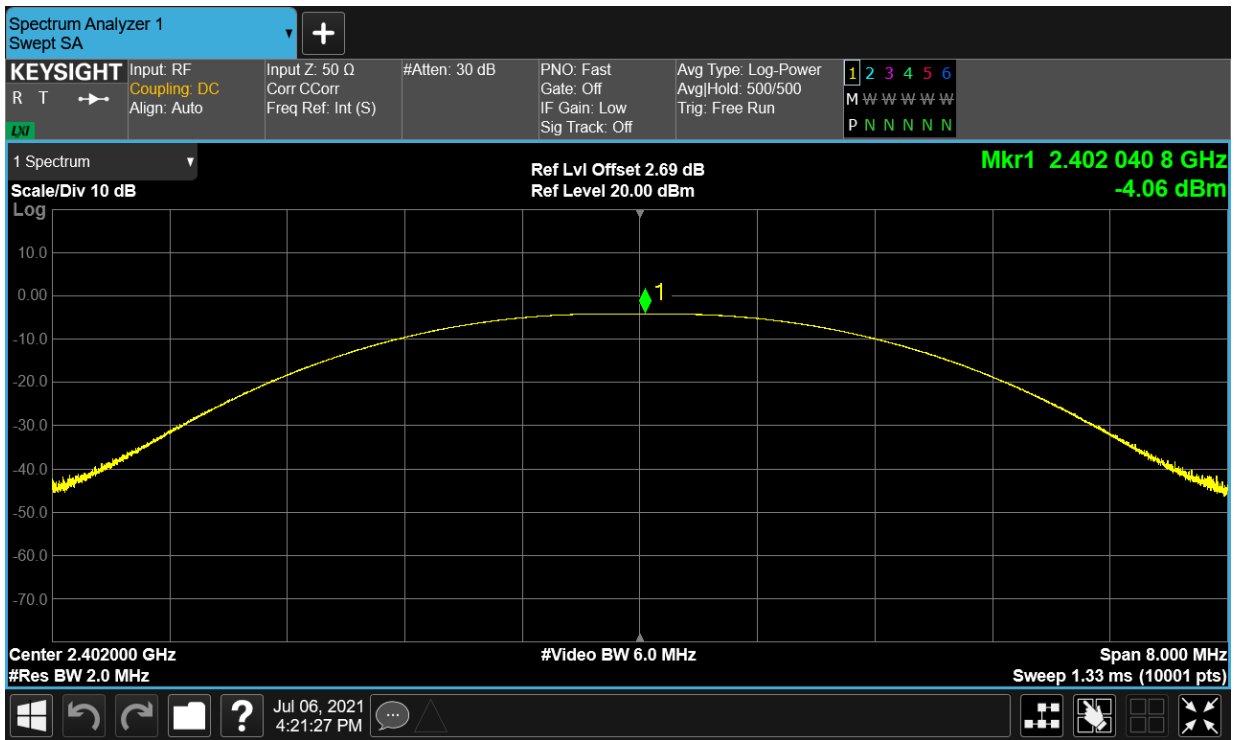 Spectrum Analyzer 1
Swept SA
+
KEYSIGHT
R T
LXI
Input: RF
Coupling: DC
Align: Auto
Input Z: 50 Ω
Corr CCorr
Freq Ref: Int (S)
#Atten: 30 dB
PNO: Fast
Gate: Off
IF Gain: Low
Sig Track: Off
Avg Type: Log-Power
Avg|Hold: 500/500
Trig: Free Run
1 2 3 4 5 6
M W W W W W
P N N N N N
1 Spectrum
Scale/Div 10 dB
Log
Ref Lvl Offset 2.69 dB
Ref Level 20.00 dBm
Mkr1 2.402 040 8 GHz
-4.06 dBm
1
10.0
0.00
-10.0
-20.0
-30.0
-40.0
-50.0
-60.0
-70.0
Center 2.402000 GHz
#Res BW 2.0 MHz
#Video BW 6.0 MHz
Span 8.000 MHz
Sweep 1.33 ms (10001 pts)
?
Jul 06, 2021
4:21:27 PM